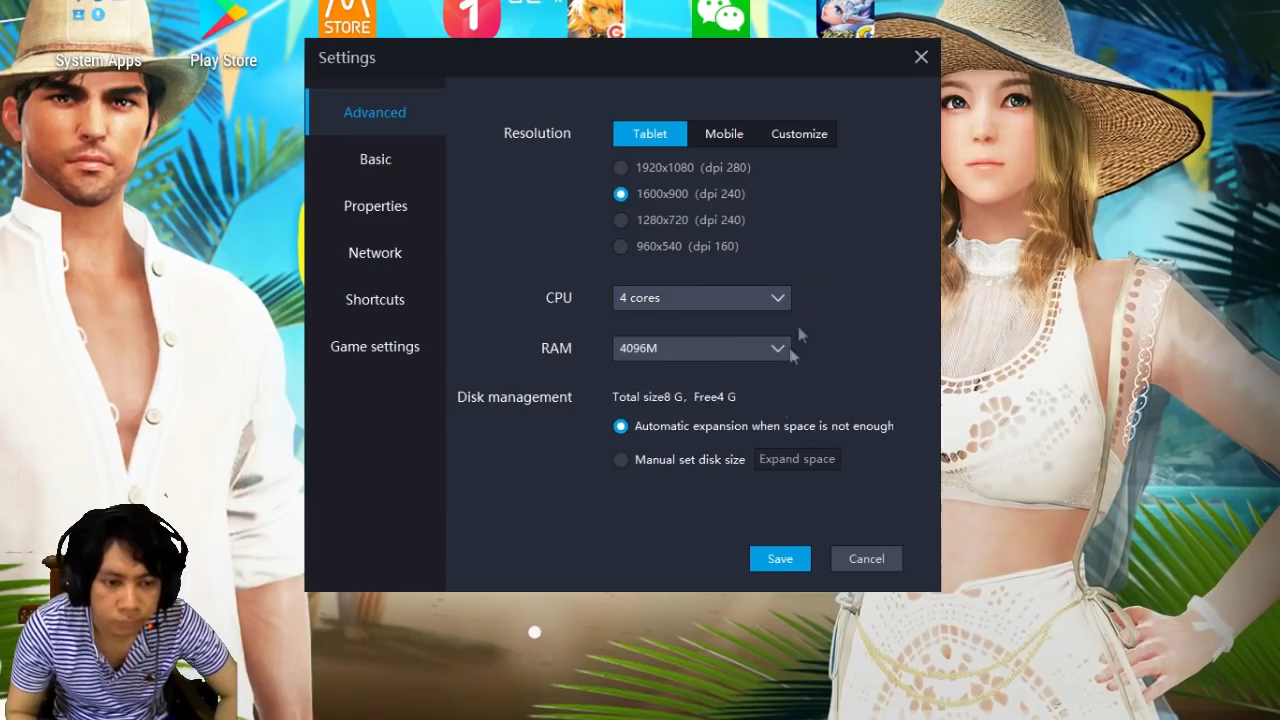 System Apps
Play Store
STORE
Settings
Advanced
Basic
Properties
Network
Shortcuts
Game settings
Resolution
Tablet
Mobile
Customize
1920x1080 (dpi 280)
1600x900 (dpi 240)
1280x720 (dpi 240)
960x540 (dpi 160)
CPU
4 cores
RAM
4096M
Disk management
Total size8 G, Free4 G
Automatic expansion when space is not enough
Manual set disk size
Expand space
Save
Cancel